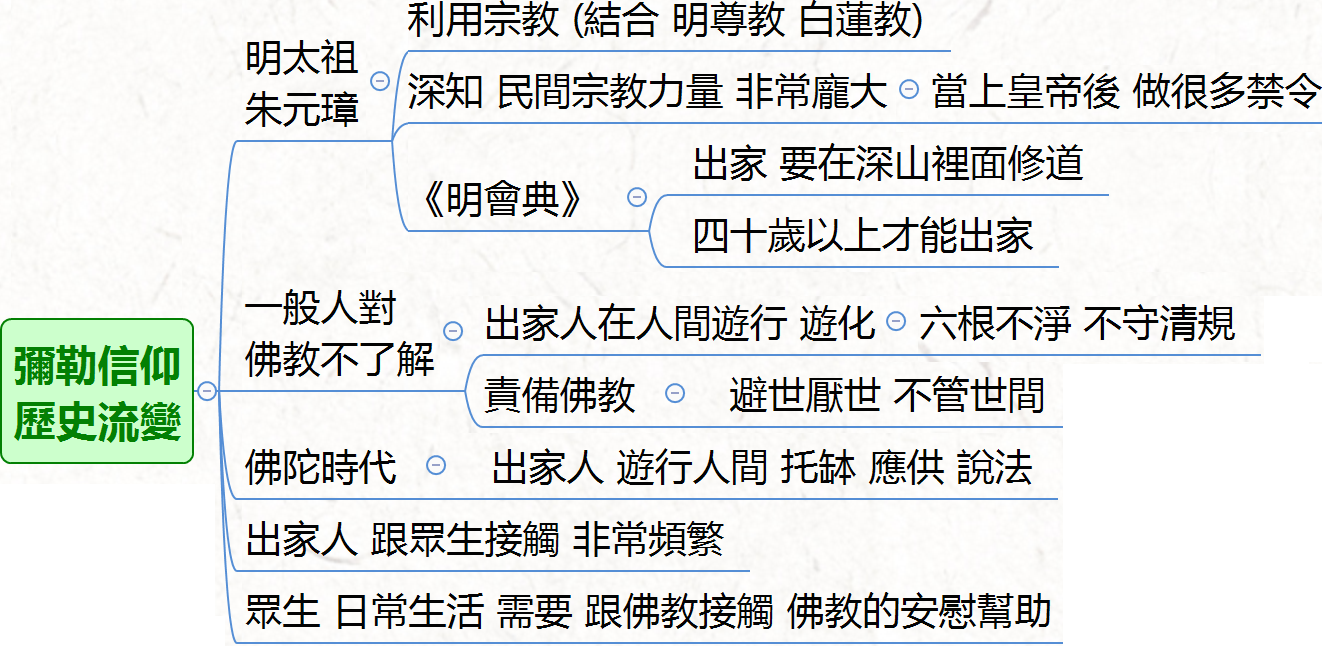 彌勒信仰
歷史流變
明太祖
朱元璋
利用宗教 (結合 明尊教 白蓮教)
深知 民間宗教力量 非常龐大
當上皇帝後 做很多禁令
《明會典》
出家 要在深山裡面修道
四十歲以上才能出家
一般人對
佛教不了解
出家人在人間遊行 遊化
六根不淨 不守清規
責備佛教
避世厭世 不管世間
佛陀時代
出家人 遊行人間 托缽 應供 說法
出家人 跟眾生接觸 非常頻繁
眾生 日常生活 需要 跟佛教接觸 佛教的安慰幫助